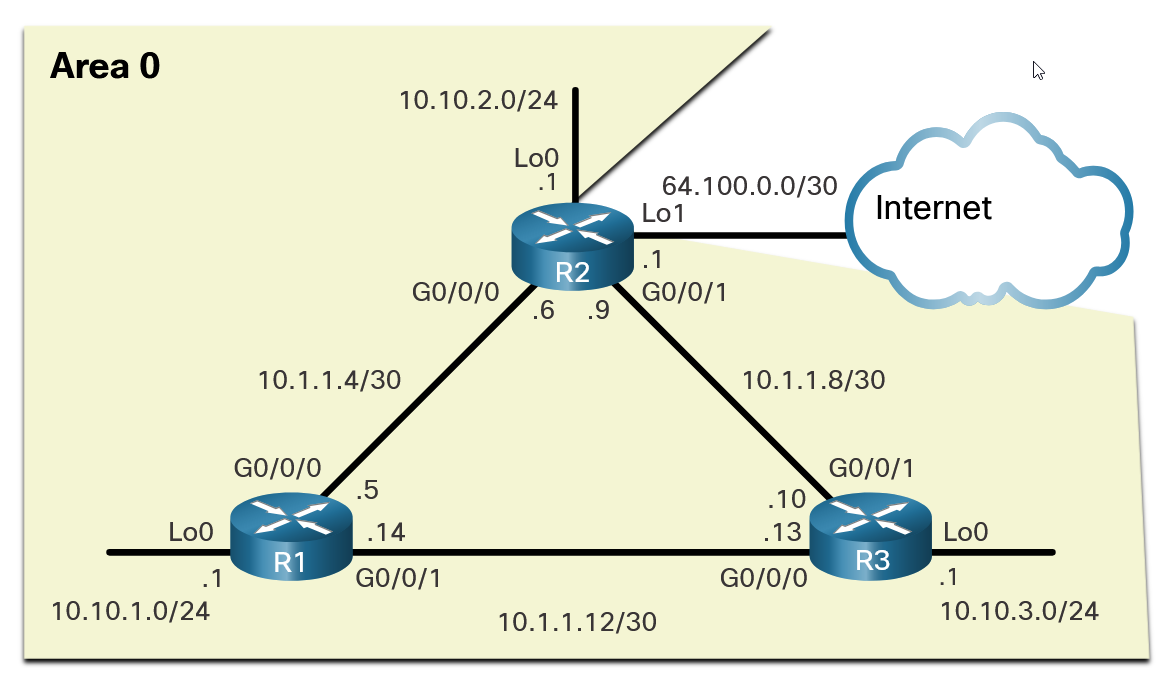 Area 0
10.10.2.0/24
Lo0
.1
64.100.0.0/30
Internet
Lo1
R2
.1
G0/0/0
G0/0/1
.6
.9
10.1.1.4/30
10.1.1.8/30
G0/0/0
G0/0/1
.5
.10
Lo0
.14
.13
Lo0
R1
R3
.1
G0/0/1
G0/0/0
.1
10.10.1.0/24
10.1.1.12/30
10.10.3.0/24